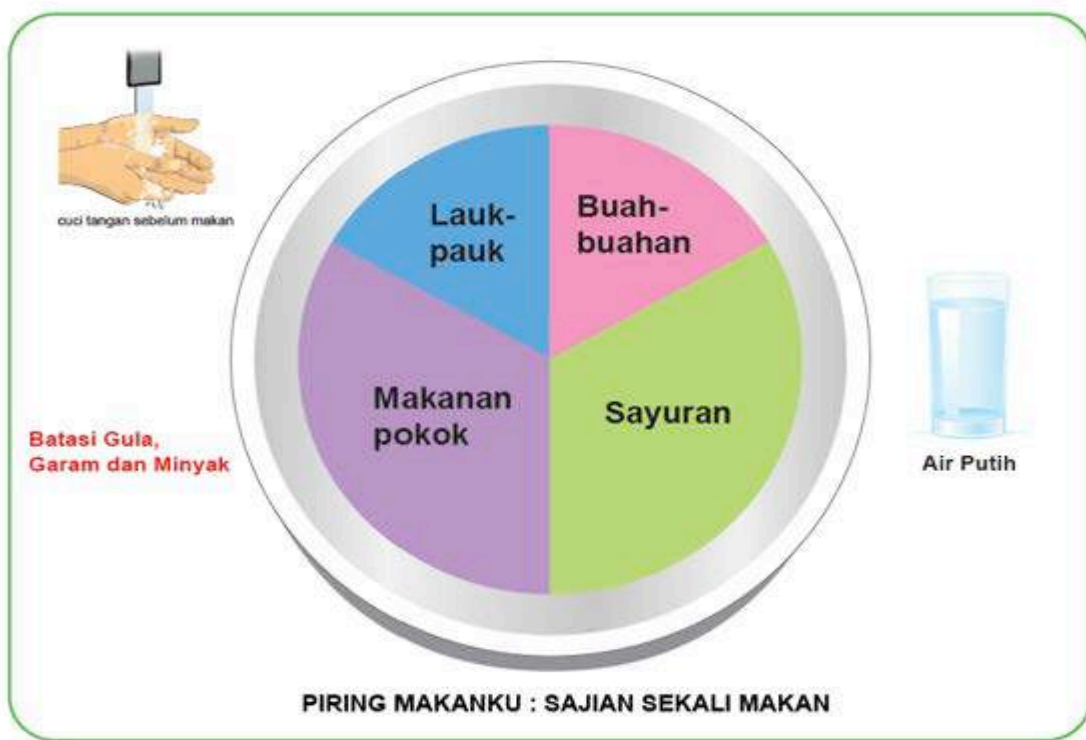 cuci tangan sebelum makan
Lauk-
pauk
Buah-
buahan
Makanan
pokok
Sayuran
Batasi Gula,
Garam dan Minyak
Air Putih
PIRING MAKANKU : SAJIAN SEKALI MAKAN